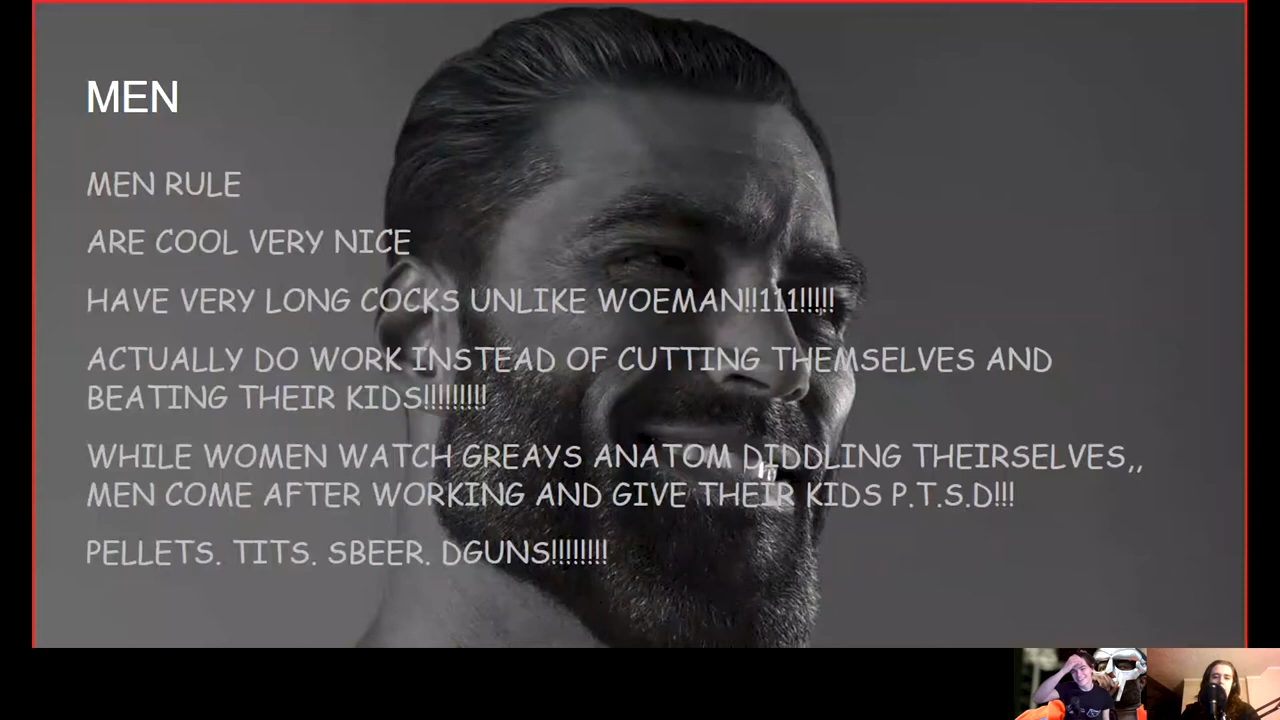 MEN
MEN RULE
ARE COOL VERY NICE
HAVE VERY LONG COCKS UNLIKE WOEMAN!!111!!!!!
ACTUALLY DO WORK INSTEAD OF CUTTING THEMSELVES AND
BEATING THEIR KIDS!!!!!!!!!
WHILE WOMEN WATCH GREAYS ANATOM DIDDLING THEIRSELVES,,
MEN COME AFTER WORKING AND GIVE THEIR KIDS P.T.S.D!!!
PELLETS. TITS. SBEER. DGUNS!!!!!!!!